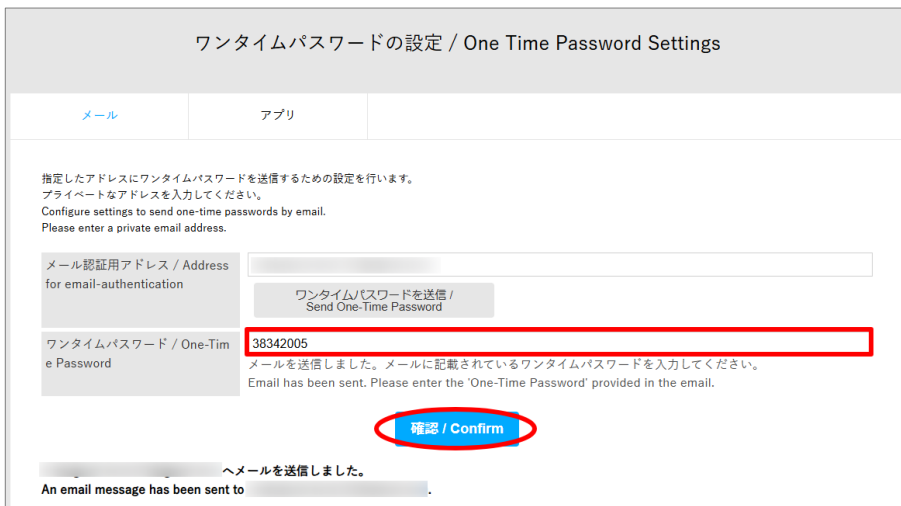 ワンタイムパスワードの設定 / One Time Password Settings
メール
アプリ
指定したアドレスにワンタイムパスワードを送信するための設定を行います。
プライベートなアドレスを入力してください。
Configure settings to send one-time passwords by email.
Please enter a private email address.
メール認証用アドレス / Address
for email-authentication
ワンタイムパスワードを送信 /
Send One-Time Password
ワンタイムパスワード / One-Tim
e Password
38342005
メールを送信しました。メールに記載されているワンタイムパスワードを入力してください。
Email has been sent. Please enter the 'One-Time Password' provided in the email.
確認 / Confirm
へメールを送信しました。
An email message has been sent to .